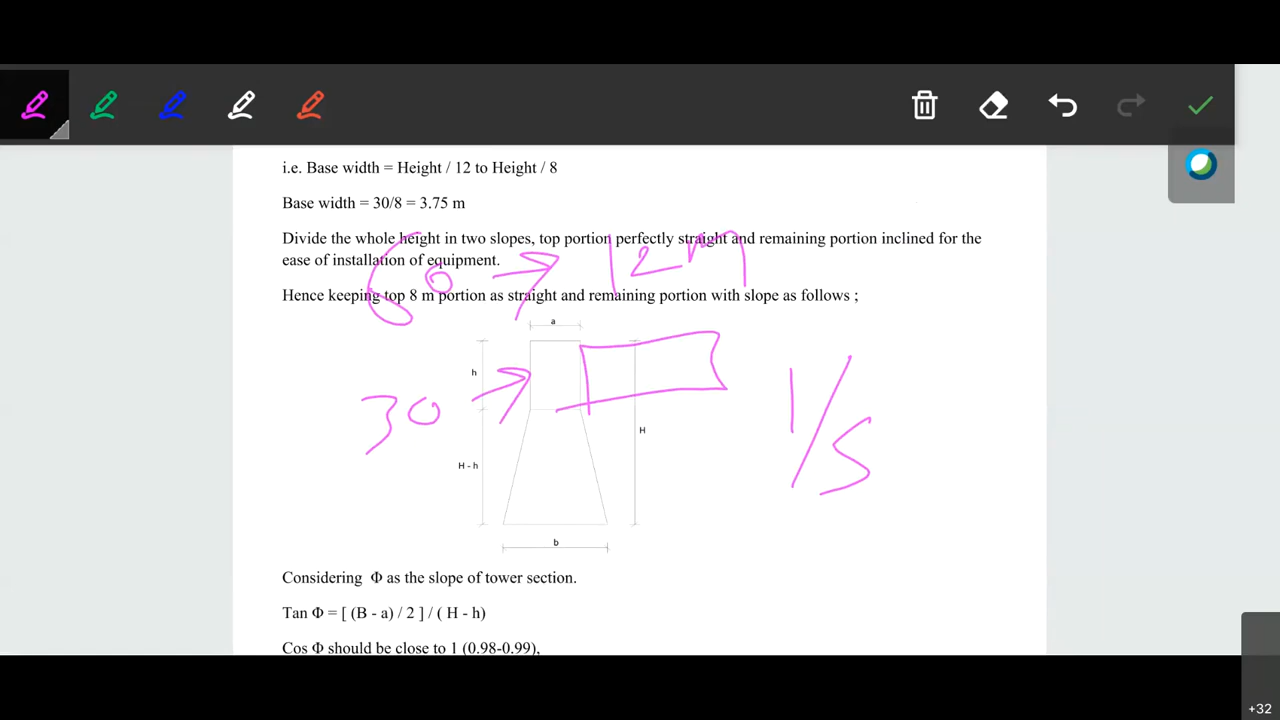 i.e. Base width = Height / 12 to Height / 8
Base width = 30/8 = 3.75 m
Divide the whole height in two slopes, top portion perfectly straight and remaining portion inclined for the
ease of installation of equipment.
60 → 12m
Hence keeping top 8 m portion as straight and remaining portion with slope as follows ;
a
h
30 →
1/5
H
H - h
b
Considering Φ as the slope of tower section.
Tan Φ = [ (B - a) / 2 ] / ( H - h)
Cos Φ should be close to 1 (0.98-0.99),
+32